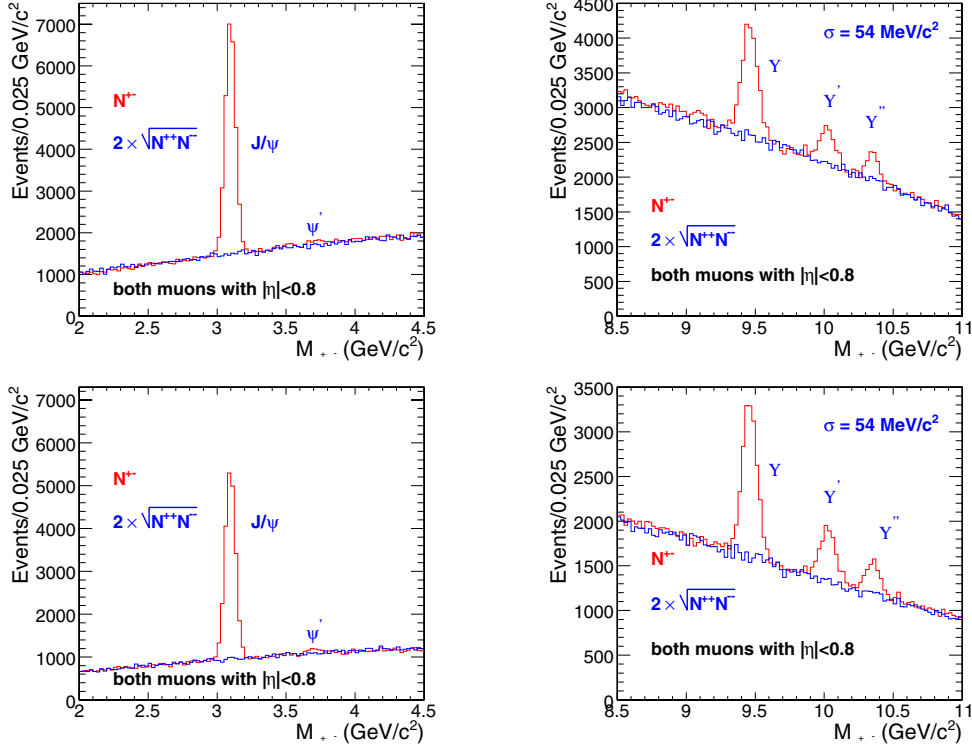 Events/0.025 GeV/c²
7000
6000
5000
4000
3000
2000
1000
0
N⁺⁻
2 × √N⁺⁺N⁻⁻
J/ψ
ψ'
both muons with |η|<0.8
2 2.5 3 3.5 4 4.5
M₊ ₋ (GeV/c²)
Events/0.025 GeV/c²
4500
4000
3500
3000
2500
2000
1500
1000
500
0
σ = 54 MeV/c²
Υ
Υ'
Υ''
N⁺⁻
2 × √N⁺⁺N⁻⁻
both muons with |η|<0.8
8.5 9 9.5 10 10.5 11
M₊ ₋ (GeV/c²)
Events/0.025 GeV/c²
7000
6000
5000
4000
3000
2000
1000
0
N⁺⁻
2 × √N⁺⁺N⁻⁻
J/ψ
ψ'
both muons with |η|<0.8
2 2.5 3 3.5 4 4.5
M₊ ₋ (GeV/c²)
Events/0.025 GeV/c²
3500
3000
2500
2000
1500
1000
500
0
σ = 54 MeV/c²
Υ
Υ'
Υ''
N⁺⁻
2 × √N⁺⁺N⁻⁻
both muons with |η|<0.8
8.5 9 9.5 10 10.5 11
M₊ ₋ (GeV/c²)